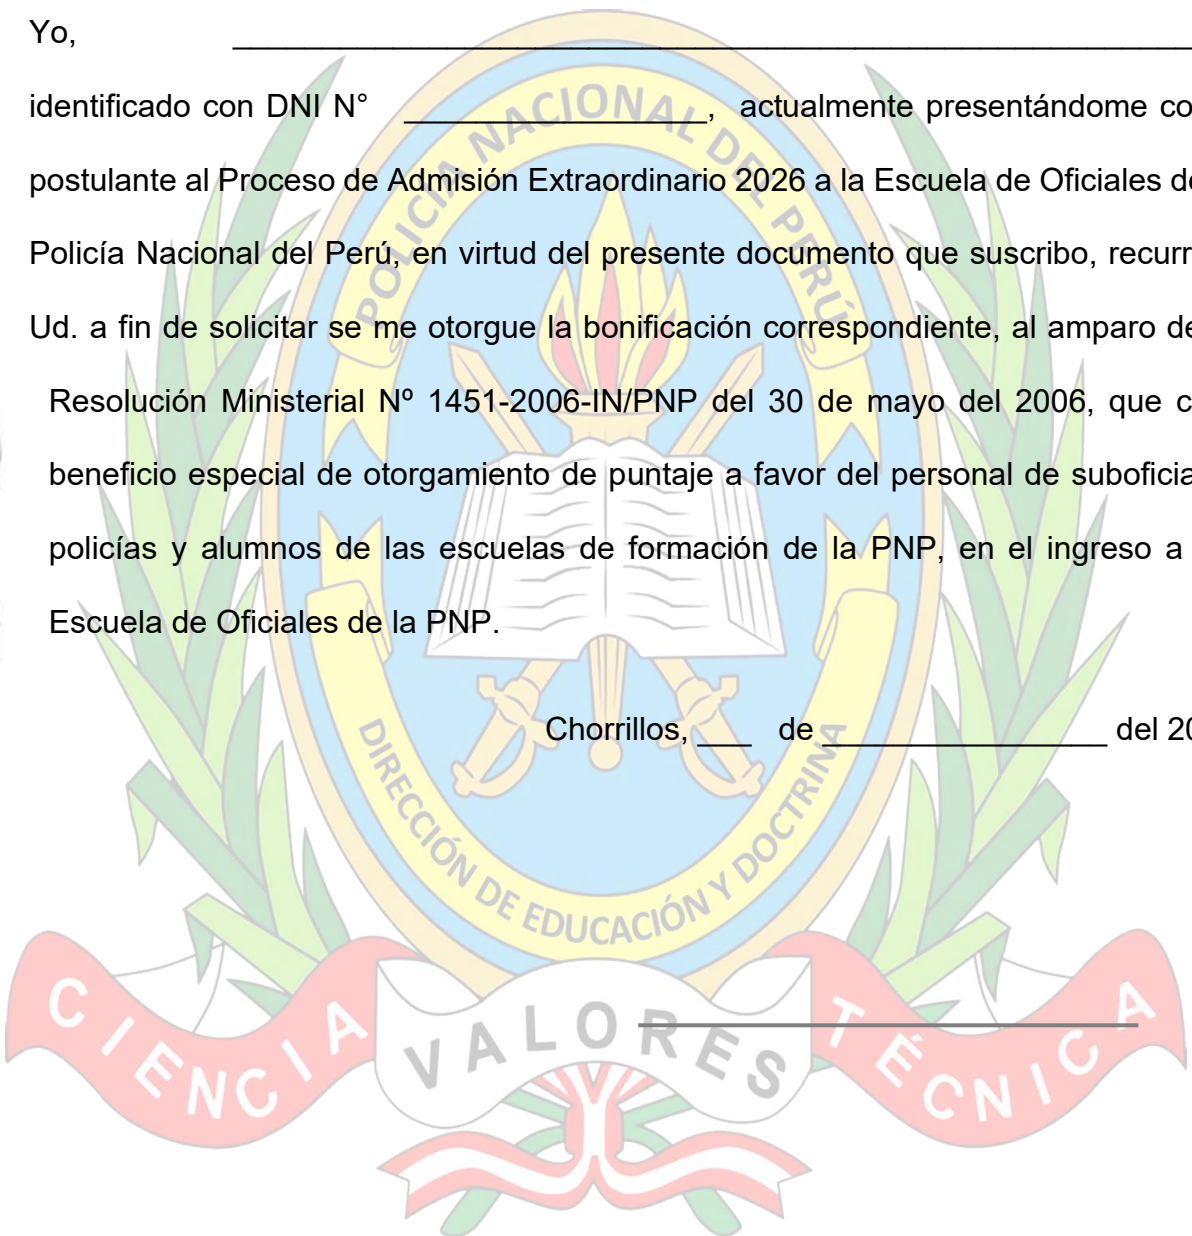 Yo, ______________________________________________________
identificado con DNI N° _________________, actualmente presentándome co
postulante al Proceso de Admisión Extraordinario 2026 a la Escuela de Oficiales de
Policía Nacional del Perú, en virtud del presente documento que suscribo, recurr
Ud. a fin de solicitar se me otorgue la bonificación correspondiente, al amparo de
Resolución Ministerial Nº 1451-2006-IN/PNP del 30 de mayo del 2006, que c
beneficio especial de otorgamiento de puntaje a favor del personal de suboficia
policías y alumnos de las escuelas de formación de la PNP, en el ingreso a
Escuela de Oficiales de la PNP.
Chorrillos, ___ de ________________ del 20
POLICÍA NACIONAL DEL PERÚ
DIRECCIÓN DE EDUCACIÓN Y DOCTRINA
CIENCIA VALORES TÉCNICA